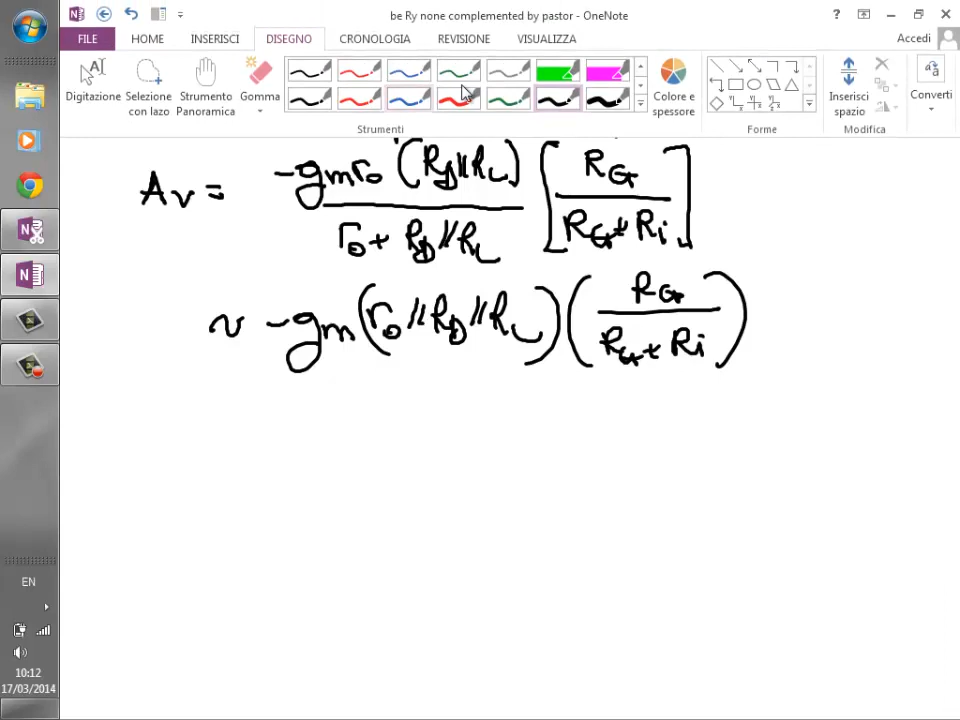 be Ry none complemented by pastor - OneNote
FILE HOME INSERISCI DISEGNO CRONOLOGIA REVISIONE VISUALIZZA Accedi
Digitazione Selezione con lazo Strumento Panoramica Gomma Colore e spessore Inserisci spazio Converti
Strumenti Forme Modifica
Av = -gmro (RD//RL) / ro + RD//RL [RG / RG + Ri]
~ -gm (ro // RD // RL) (RG / RG + Ri)
EN
10:12
17/03/2014